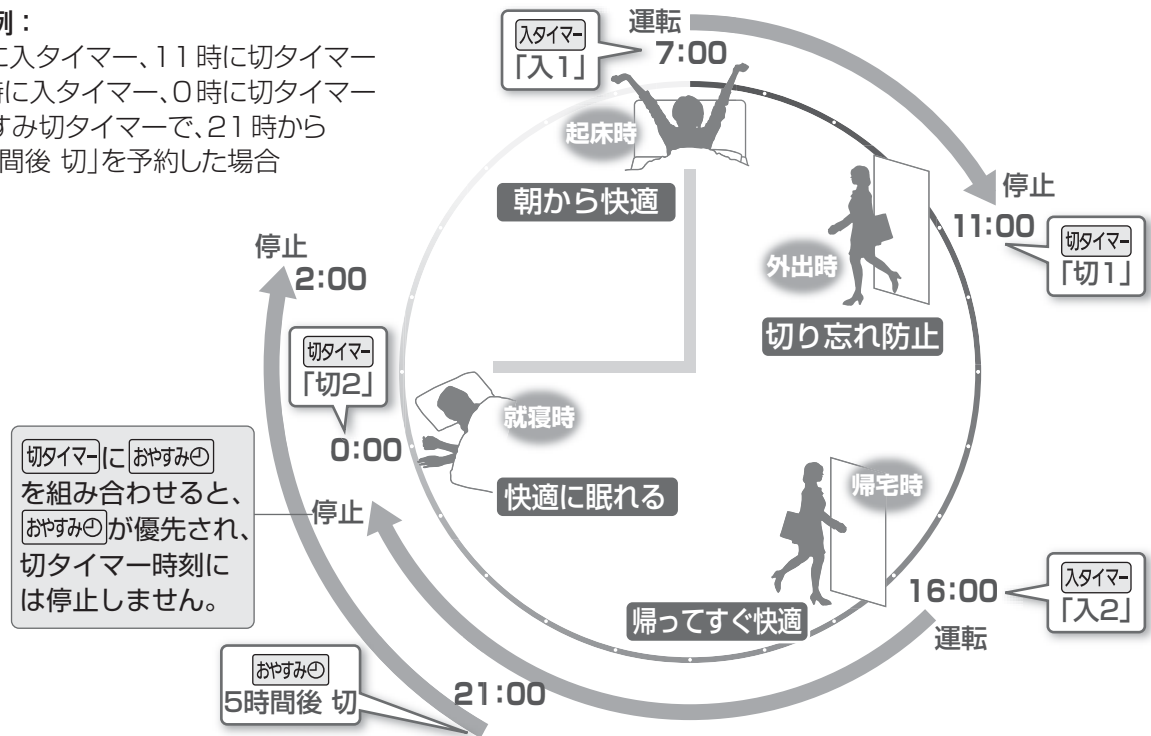 例：
に入タイマー、11時に切タイマー
時に入タイマー、0時に切タイマー
すみ切タイマーで、21時から
間後 切」を予約した場合
入タイマー
「入1」
運転
7:00
起床時
朝から快適
停止
11:00
切タイマー
「切1」
外出時
切り忘れ防止
停止
2:00
切タイマー
「切2」
0:00
就寝時
快適に眠れる
切タイマーにおやすみ
を組み合わせると、
おやすみが優先され、
切タイマー時刻に
は停止しません。
停止
帰宅時
帰ってすぐ快適
16:00
運転
入タイマー
「入2」
おやすみ
5時間後 切
21:00